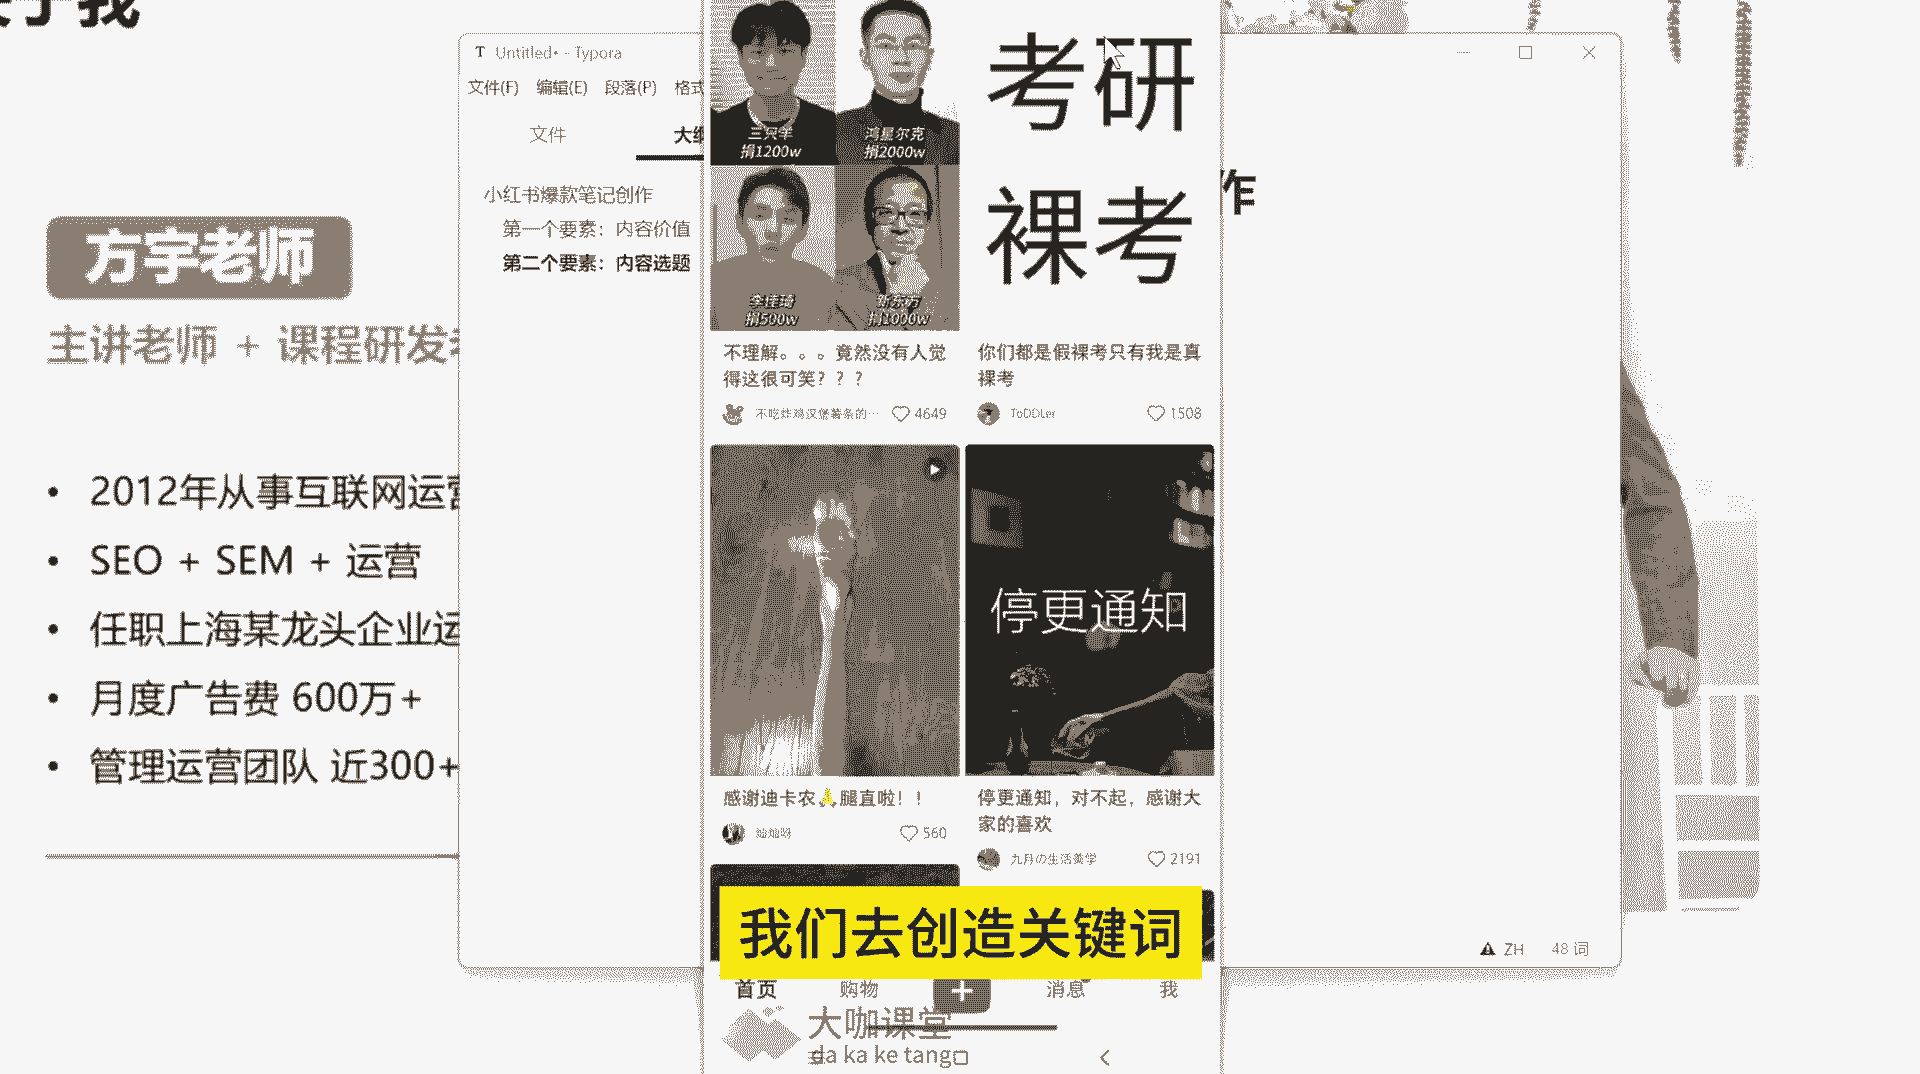 关于我
方宇老师
主讲老师 + 课程研发
2012年从事互联网运营
SEO + SEM + 运营
任职上海某龙头企业运
月度广告费 600万+
管理运营团队 近300+
Untitled• - Typora
文件(F) 编辑(E) 段落(P) 格式
文件
大纲
小红书爆款笔记创作
第一个要素：内容价值
第二个要素：内容选题
作
三只羊
捐1200w
鸿星尔克
捐2000w
李佳琦
捐500w
新东方
捐1000w
不理解。。。竟然没有人觉
得这很可笑？？？
不吃炸鸡汉堡薯条的… 4649
考研
裸考
你们都是假裸考只有我是真
裸考
ToDDLer 1508
感谢迪卡农🙏腿直啦！！
灿灿呀 560
停更通知
停更通知，对不起，感谢大
家的喜欢
九月の生活美学 2191
我们去创造关键词
首页 购物 + 消息 我
大咖课堂
da ka ke tang
ZH 48 词